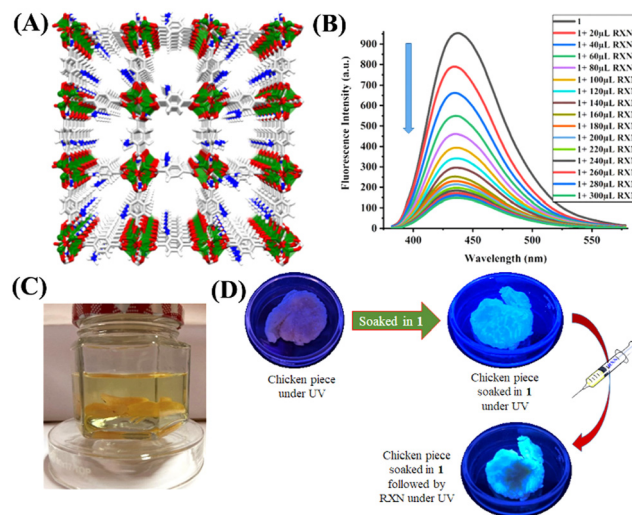 (A)
(B)
Fluorescence Intensity (a.u.)
900
800
700
600
500
400
300
200
100
0
400
450
500
550
Wavelength (nm)
1
1+ 20µL RXN
1+ 40µL RXN
1+ 60µL RXN
1+ 80µL RXN
1+ 100µL RXN
1+ 120µL RXN
1+ 140µL RXN
1+ 160µL RXN
1+ 180µL RXN
1+ 200µL RXN
1+ 220µL RXN
1+ 240µL RXN
1+ 260µL RXN
1+ 280µL RXN
1+ 300µL RXN
(C)
(D)
Soaked in 1
Chicken piece
under UV
Chicken piece
soaked in 1
under UV
Chicken piece
soaked in 1
followed by
RXN under UV